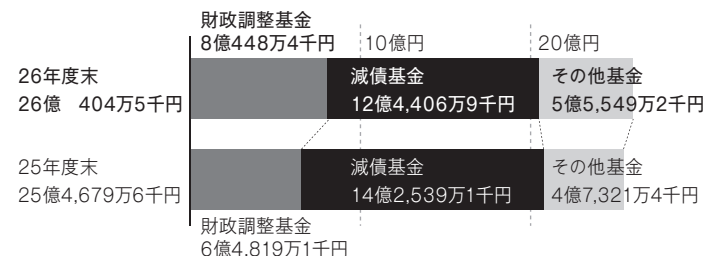 財政調整基金
8億448万4千円
10億円
20億円
26年度末
26億 404万5千円
減債基金
12億4,406万9千円
その他基金
5億5,549万2千円
25年度末
25億4,679万6千円
減債基金
14億2,539万1千円
その他基金
4億7,321万4千円
財政調整基金
6億4,819万1千円